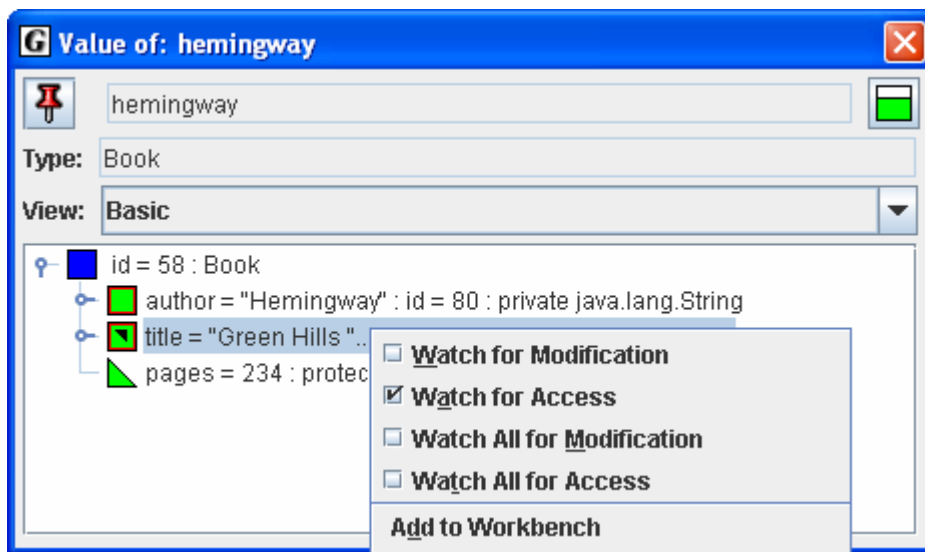 G Value of: hemingway
hemingway
Type: Book
View: Basic
id = 58 : Book
author = "Hemingway" : id = 80 : private java.lang.String
title = "Green Hills "..
pages = 234 : protec
Watch for Modification
Watch for Access
Watch All for Modification
Watch All for Access
Add to Workbench